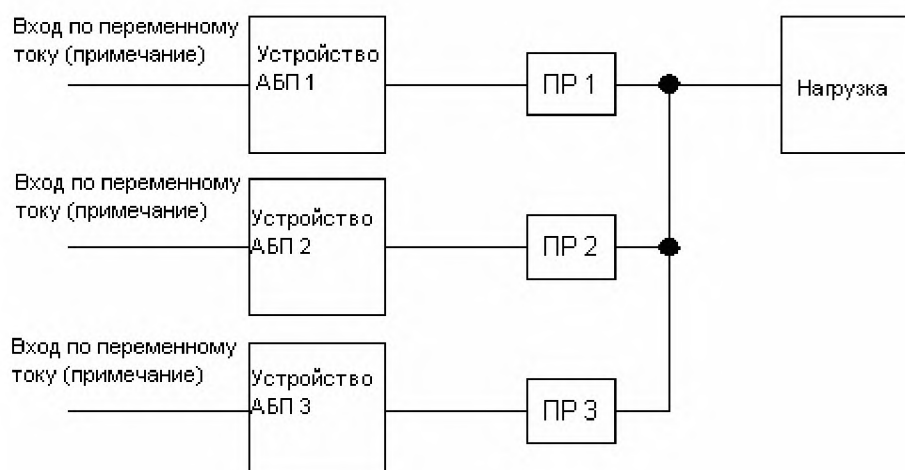 Вход по переменному
току (примечание)
Устройство
АБП 1
ПР 1
Нагрузка
Вход по переменному
току (примечание)
Устройство
АБП 2
ПР 2
Вход по переменному
току (примечание)
Устройство
АБП 3
ПР 3